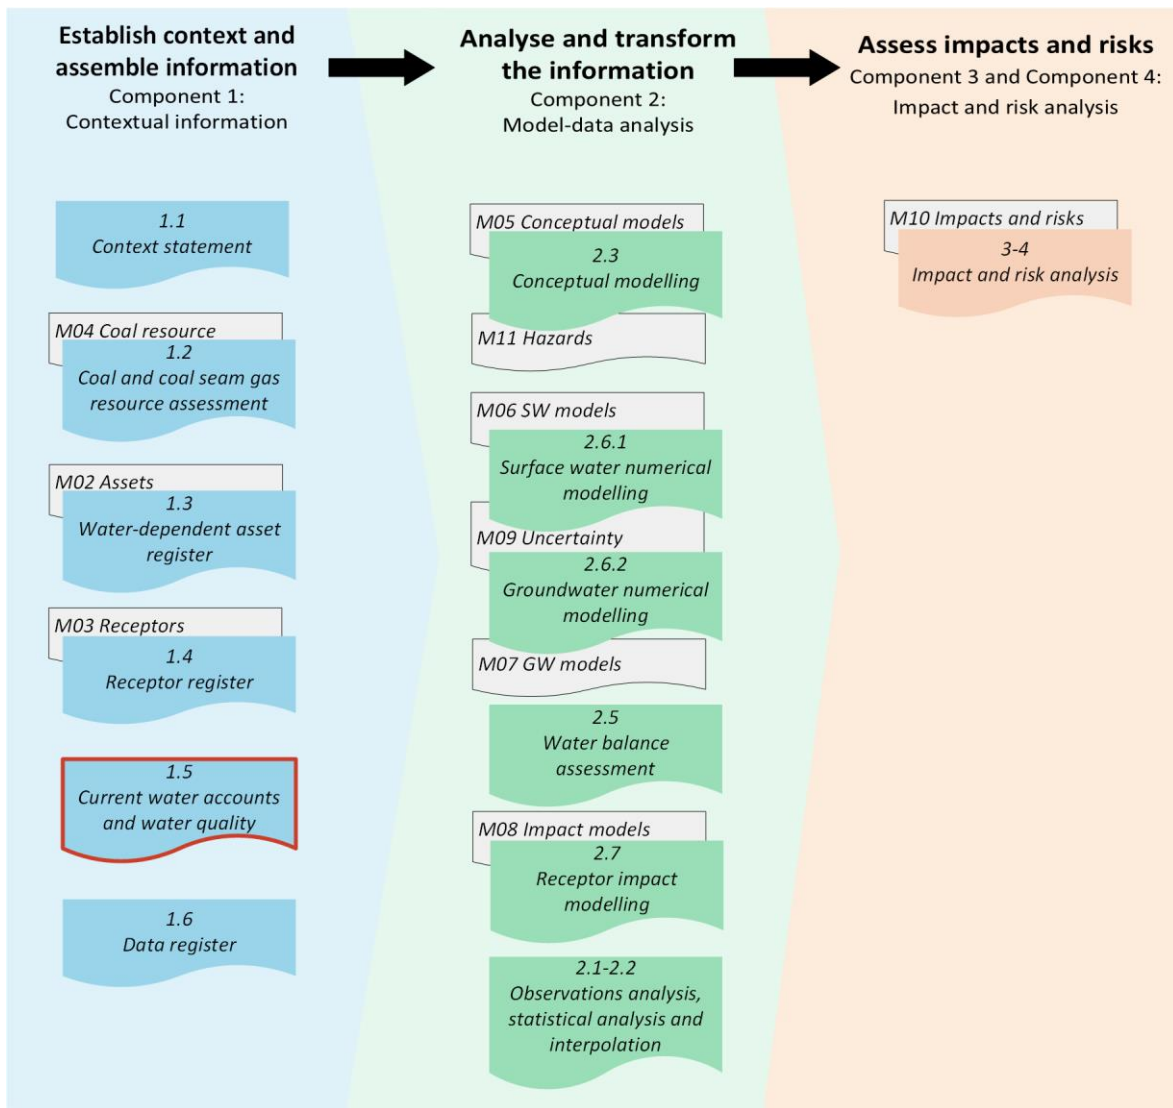 Establish context and
assemble information
Component 1:
Contextual information
Analyse and transform
the information
Component 2:
Model-data analysis
Assess impacts and risks
Component 3 and Component 4:
Impact and risk analysis
1.1
Context statement
M04 Coal resource
1.2
Coal and coal seam gas
resource assessment
M02 Assets
1.3
Water-dependent asset
register
M03 Receptors
1.4
Receptor register
1.5
Current water accounts
and water quality
1.6
Data register
M05 Conceptual models
2.3
Conceptual modelling
M11 Hazards
M06 SW models
2.6.1
Surface water numerical
modelling
M09 Uncertainty
2.6.2
Groundwater numerical
modelling
M07 GW models
2.5
Water balance
assessment
M08 Impact models
2.7
Receptor impact
modelling
2.1-2.2
Observations analysis,
statistical analysis and
interpolation
M10 Impacts and risks
3-4
Impact and risk analysis